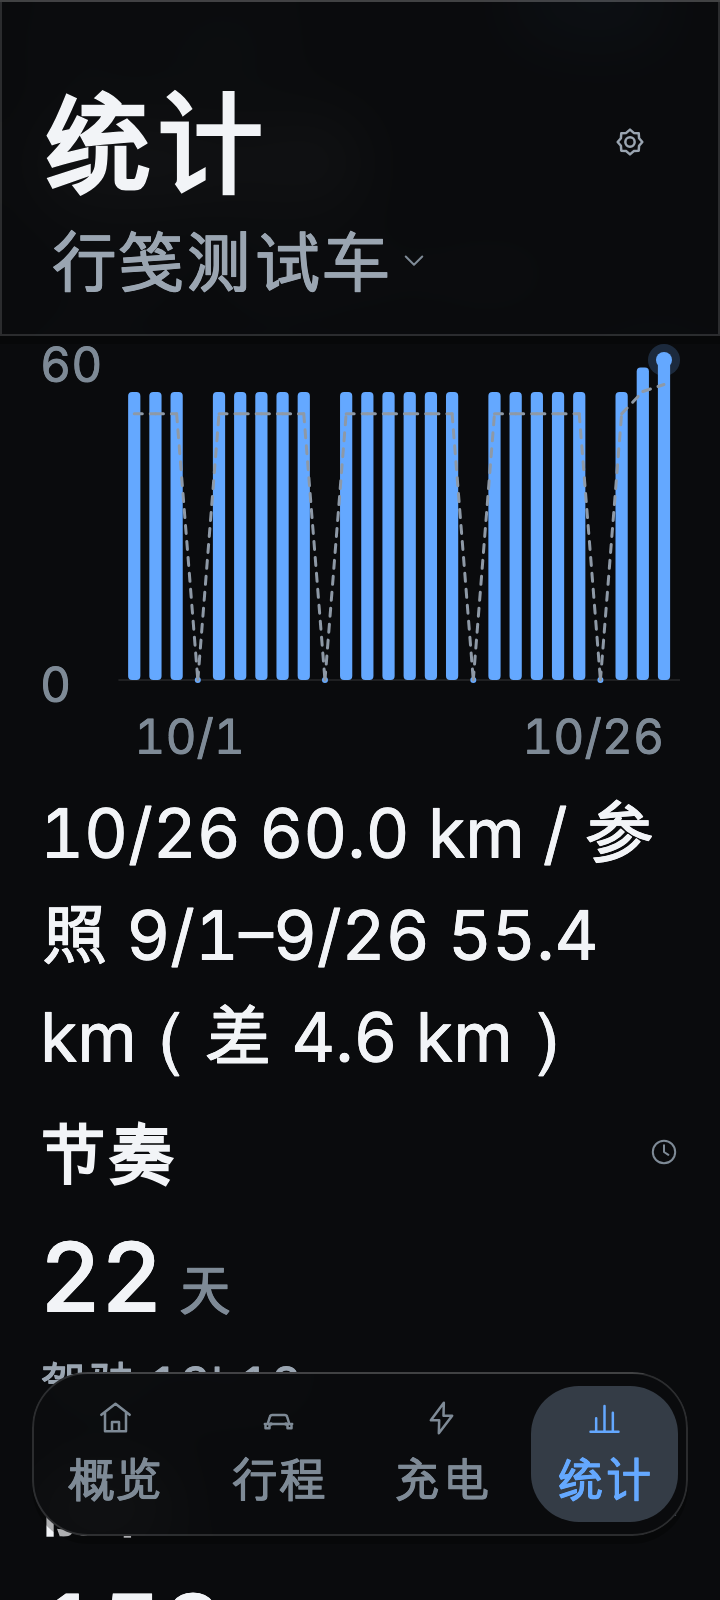 统计
行笺测试车
60
0
10/1
10/26
10/26 60.0 km / 参
照 9/1–9/26 55.4
km ( 差 4.6 km )
节奏
22 天
概览
行程
充电
统计